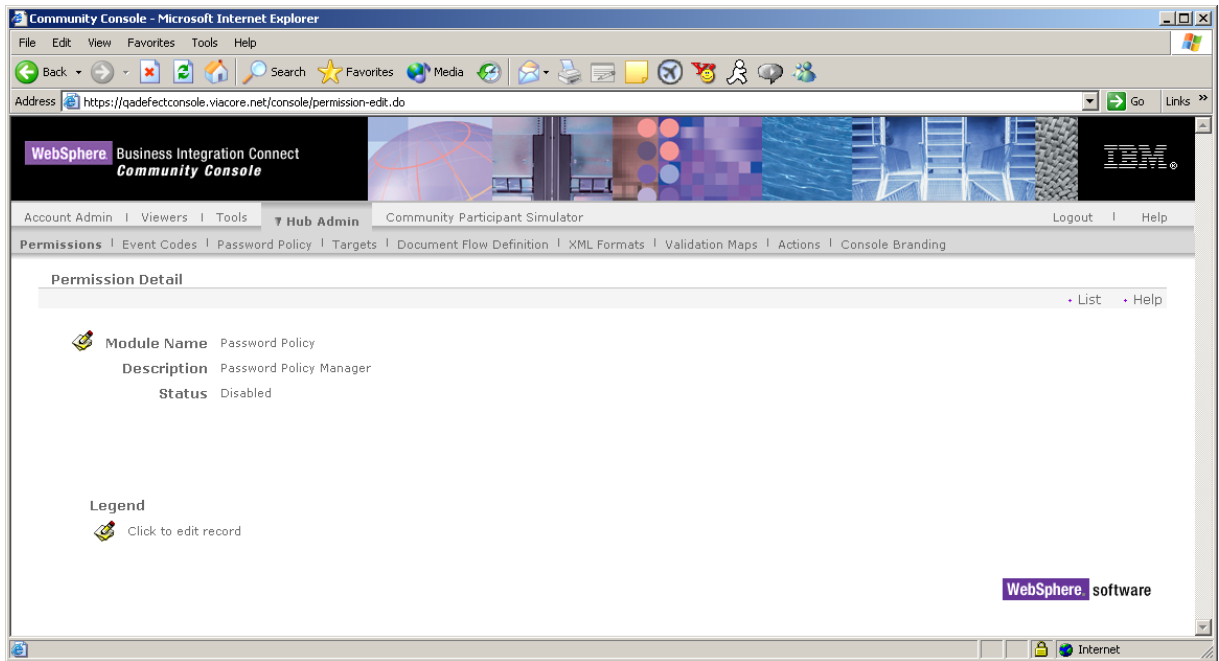 Community Console - Microsoft Internet Explorer
File Edit View Favorites Tools Help
Back Search Favorites Media
Address https://qadefectconsole.viacore.net/console/permission-edit.do Go Links »
WebSphere. Business Integration Connect
Community Console
IBM®
Account Admin | Viewers | Tools Hub Admin Community Participant Simulator Logout | Help
Permissions | Event Codes | Password Policy | Targets | Document Flow Definition | XML Formats | Validation Maps | Actions | Console Branding
Permission Detail
List Help
Module Name Password Policy
Description Password Policy Manager
Status Disabled
Legend
Click to edit record
WebSphere. software
Internet